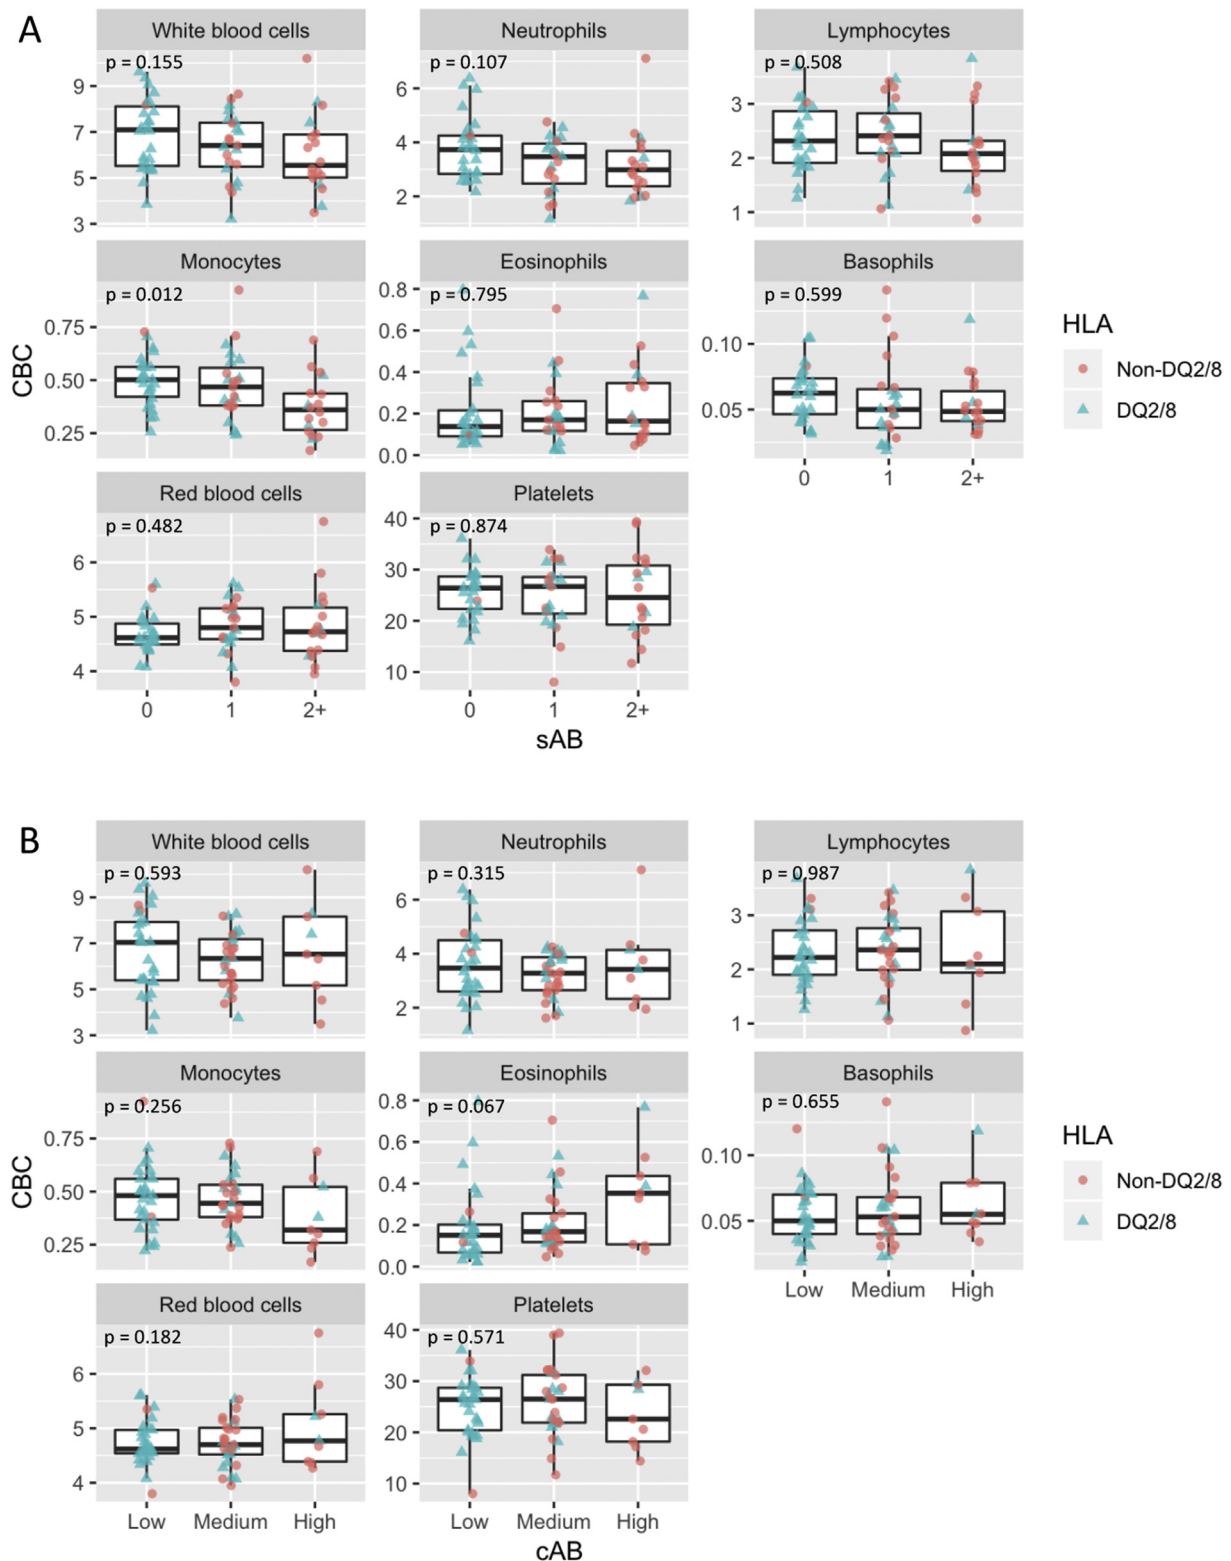 A
White blood cells Neutrophils Lymphocytes
p = 0.155 p = 0.107 p = 0.508
9
7
5
3
6
4
2
3
2
1
Monocytes Eosinophils Basophils
p = 0.012 p = 0.795 p = 0.599
CBC
0.75
0.50
0.25
0.8
0.6
0.4
0.2
0.0
0.10
0.05
0 1 2+
HLA
Non-DQ2/8
DQ2/8
Red blood cells Platelets
p = 0.482 p = 0.874
6
5
4
40
30
20
10
0 1 2+ 0 1 2+
sAB
B
White blood cells Neutrophils Lymphocytes
p = 0.593 p = 0.315 p = 0.987
9
7
5
3
6
4
2
3
2
1
Monocytes Eosinophils Basophils
p = 0.256 p = 0.067 p = 0.655
CBC
0.75
0.50
0.25
0.8
0.6
0.4
0.2
0.0
0.10
0.05
Low Medium High
HLA
Non-DQ2/8
DQ2/8
Red blood cells Platelets
p = 0.182 p = 0.571
6
5
4
40
30
20
10
Low Medium High Low Medium High
cAB